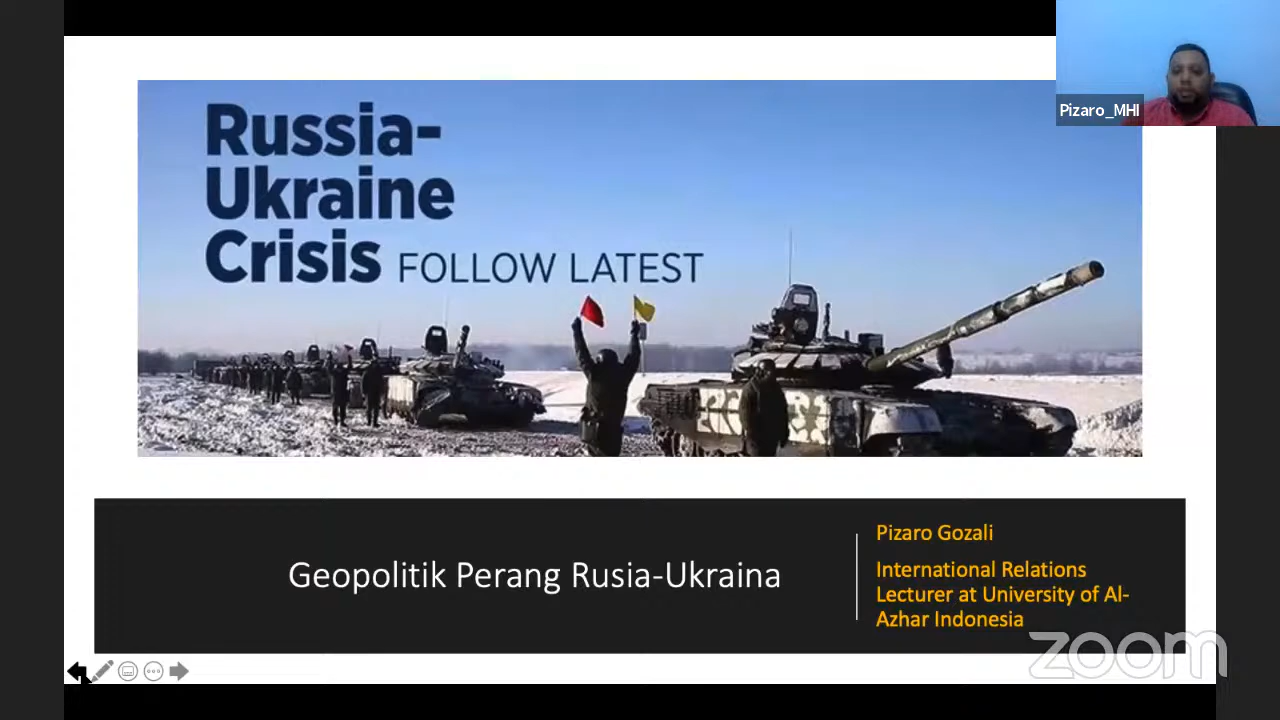 Russia-
Ukraine
Crisis FOLLOW LATEST
Pizaro_MHI
Geopolitik Perang Rusia-Ukraina
Pizaro Gozali
International Relations
Lecturer at University of Al-
Azhar Indonesia
zoom